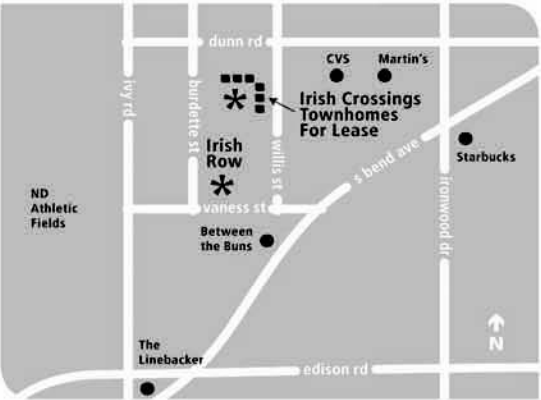 dunn rd
CVS
Martin's
ivy rd
burdette st
Irish Crossings
Townhomes
For Lease
willis st
Irish
Row
s bend ave
Starbucks
ironwood dr
ND
Athletic
Fields
vaness st
Between
the Buns
N
The
Linebacker
edison rd